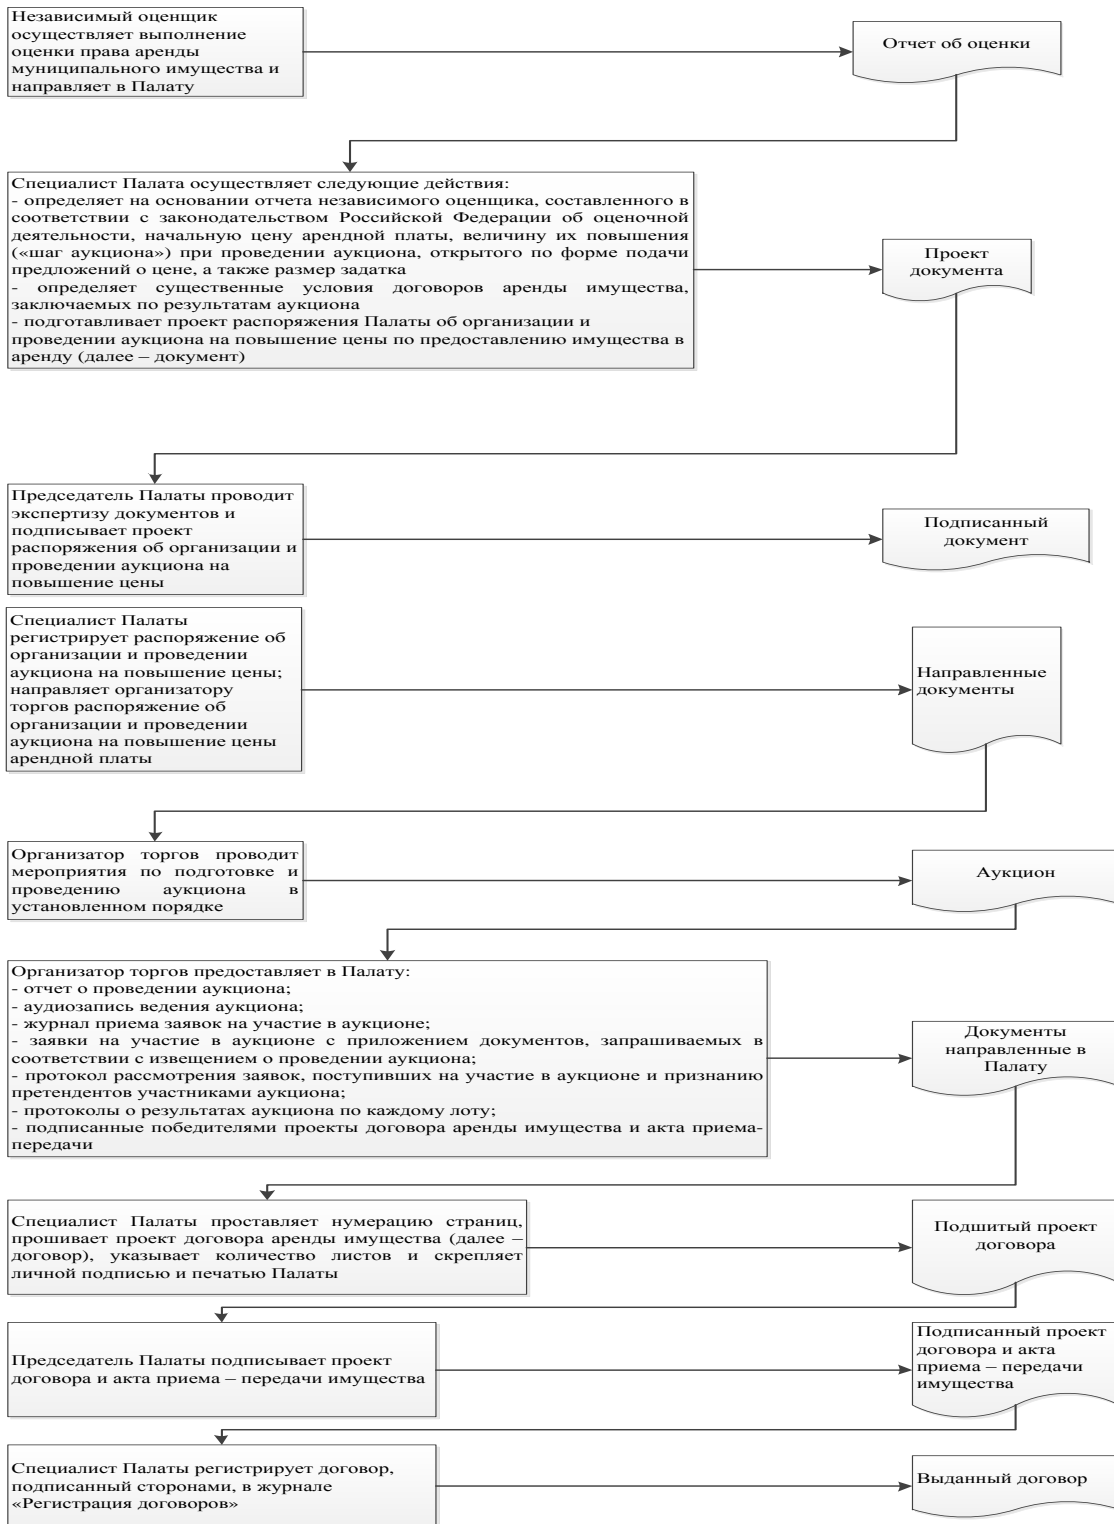 Независимый оценщик
осуществляет выполнение
оценки права аренды
муниципального имущества и
направляет в Палату
Отчет об оценки
Специалист Палата осуществляет следующие действия:
- определяет на основании отчета независимого оценщика, составленного в
соответствии с законодательством Российской Федерации об оценочной
деятельности, начальную цену арендной платы, величину их повышения
(«шаг аукциона») при проведении аукциона, открытого по форме подачи
предложений о цене, а также размер задатка
- определяет существенные условия договоров аренды имущества,
заключаемых по результатам аукциона
- подготавливает проект распоряжения Палаты об организации и
проведении аукциона на повышение цены по предоставлению имущества в
аренду (далее – документ)
Проект
документа
Председатель Палаты проводит
экспертизу документов и
подписывает проект
распоряжения об организации и
проведении аукциона на
повышение цены
Подписанный
документ
Специалист Палаты
регистрирует распоряжение об
организации и проведении
аукциона на повышение цены;
направляет организатору
торгов распоряжение об
организации и проведении
аукциона на повышение цены
арендной платы
Направленные
документы
Организатор торгов проводит
мероприятия по подготовке и
проведению аукциона в
установленном порядке
Аукцион
Организатор торгов предоставляет в Палату:
- отчет о проведении аукциона;
- аудиозапись ведения аукциона;
- журнал приема заявок на участие в аукционе;
- заявки на участие в аукционе с приложением документов, запрашиваемых в
соответствии с извещением о проведении аукциона;
- протокол рассмотрения заявок, поступивших на участие в аукционе и признанию
претендентов участниками аукциона;
- протоколы о результатах аукциона по каждому лоту;
- подписанные победителями проекты договора аренды имущества и акта приема-
передачи
Документы
направленные в
Палату
Специалист Палаты проставляет нумерацию страниц,
прошивает проект договора аренды имущества (далее –
договор), указывает количество листов и скрепляет
личной подписью и печатью Палаты
Подшитый проект
договора
Председатель Палаты подписывает проект
договора и акта приема – передачи имущества
Подписанный проект
договора и акта
приема – передачи
имущества
Специалист Палаты регистрирует договор,
подписанный сторонами, в журнале
«Регистрация договоров»
Выданный договор